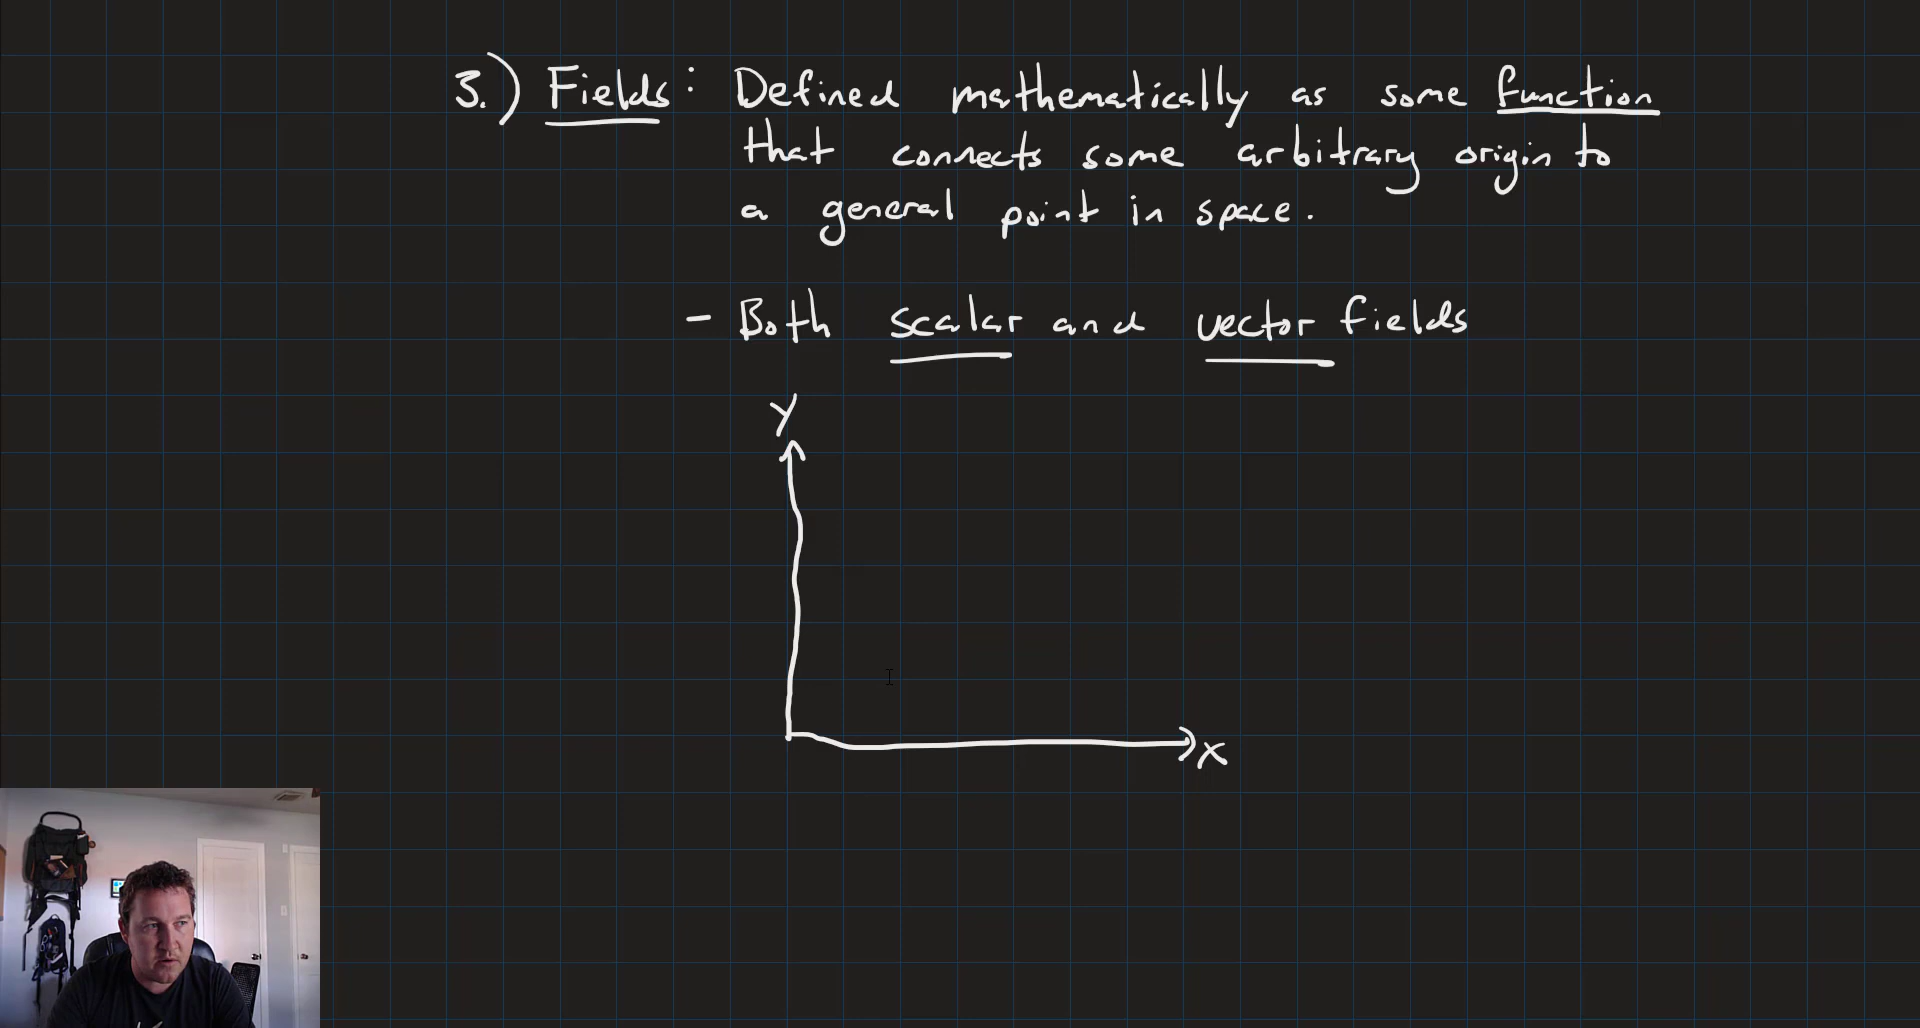 3.) Fields: Defined mathematically as some function
that connects some arbitrary origin to
a general point in space.
- Both scalar and vector fields
y
x